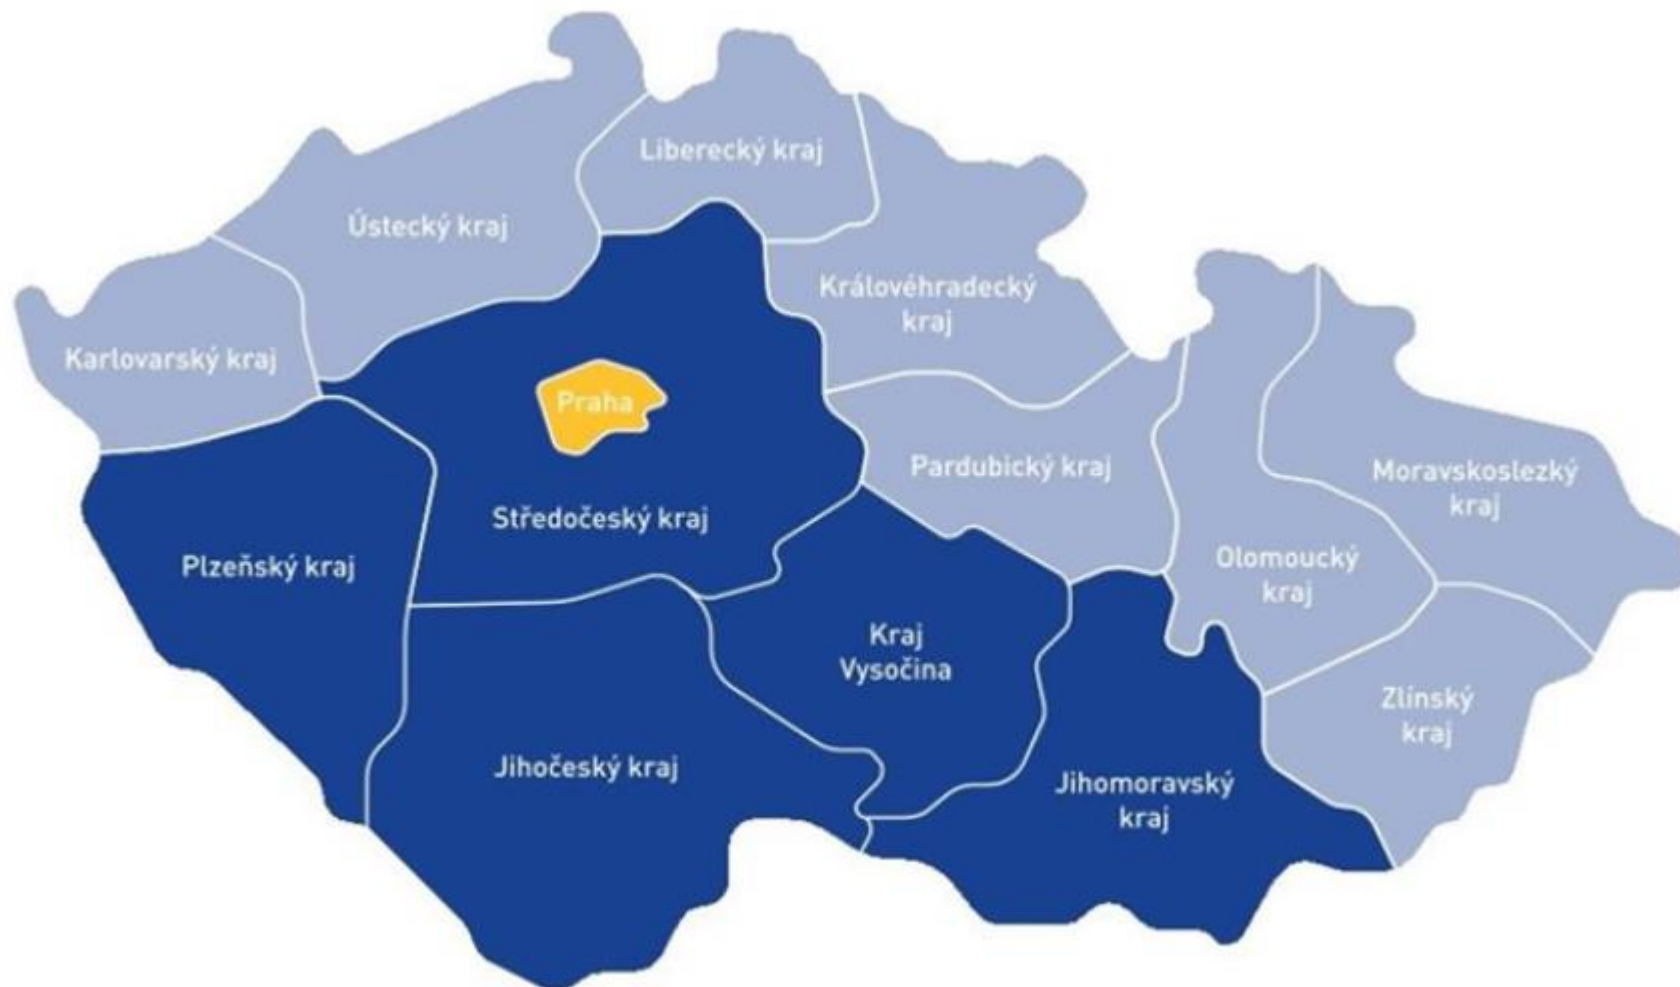 Liberecký kraj
Ústecký kraj
Královéhradecký
kraj
Karlovarský kraj
Praha
Pardubický kraj
Moravskoslezký
kraj
Středočeský kraj
Plzeňský kraj
Olomoucký
kraj
Kraj
Vysočina
Zlínský
kraj
Jihočeský kraj
Jihomoravský
kraj